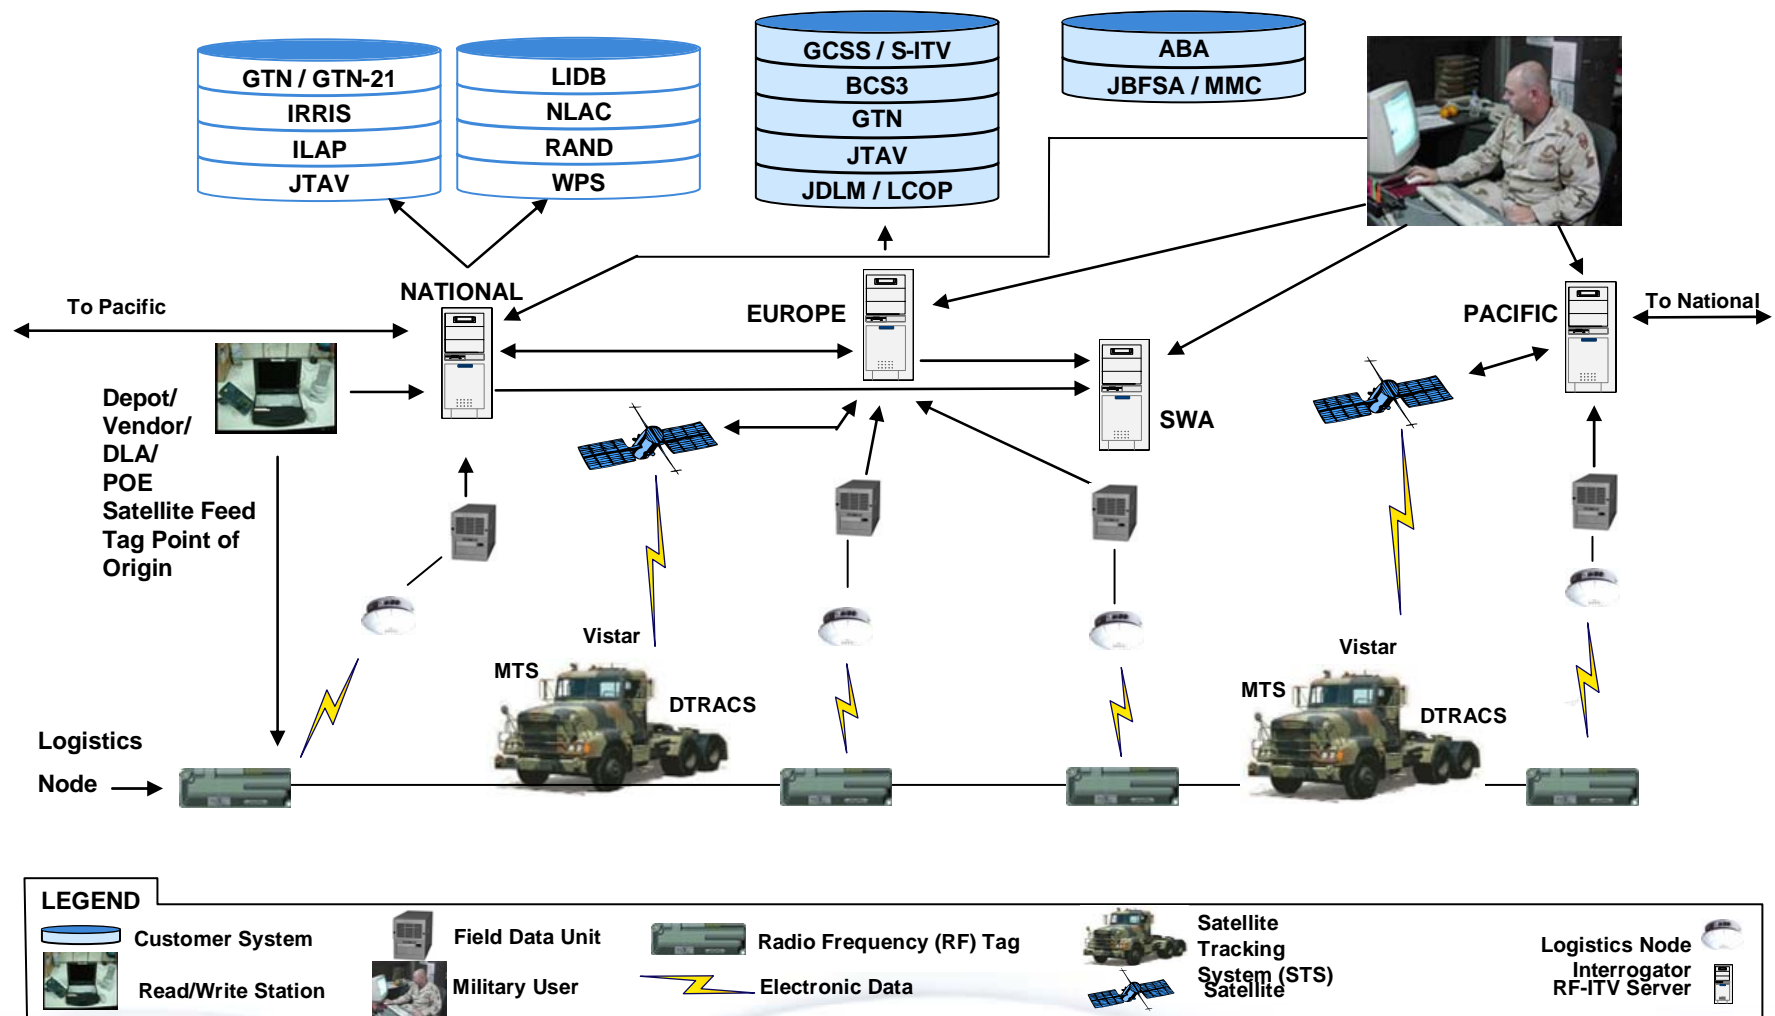 GTN / GTN-21
IRRIS
ILAP
JTAV
LIDB
NLAC
RAND
WPS
GCSS / S-ITV
BCS3
GTN
JTAV
JDLM / LCOP
ABA
JBFSA / MMC
NATIONAL
EUROPE
PACIFIC
SWA
To Pacific
To National
Depot/
Vendor/
DLA/
POE
Satellite Feed
Tag Point of
Origin
Vistar
MTS
DTRACS
Vistar
MTS
DTRACS
Logistics
Node
LEGEND
Customer System
Read/Write Station
Field Data Unit
Military User
Radio Frequency (RF) Tag
Electronic Data
Satellite
Tracking
System (STS)
Satellite
Logistics Node
Interrogator
RF-ITV Server